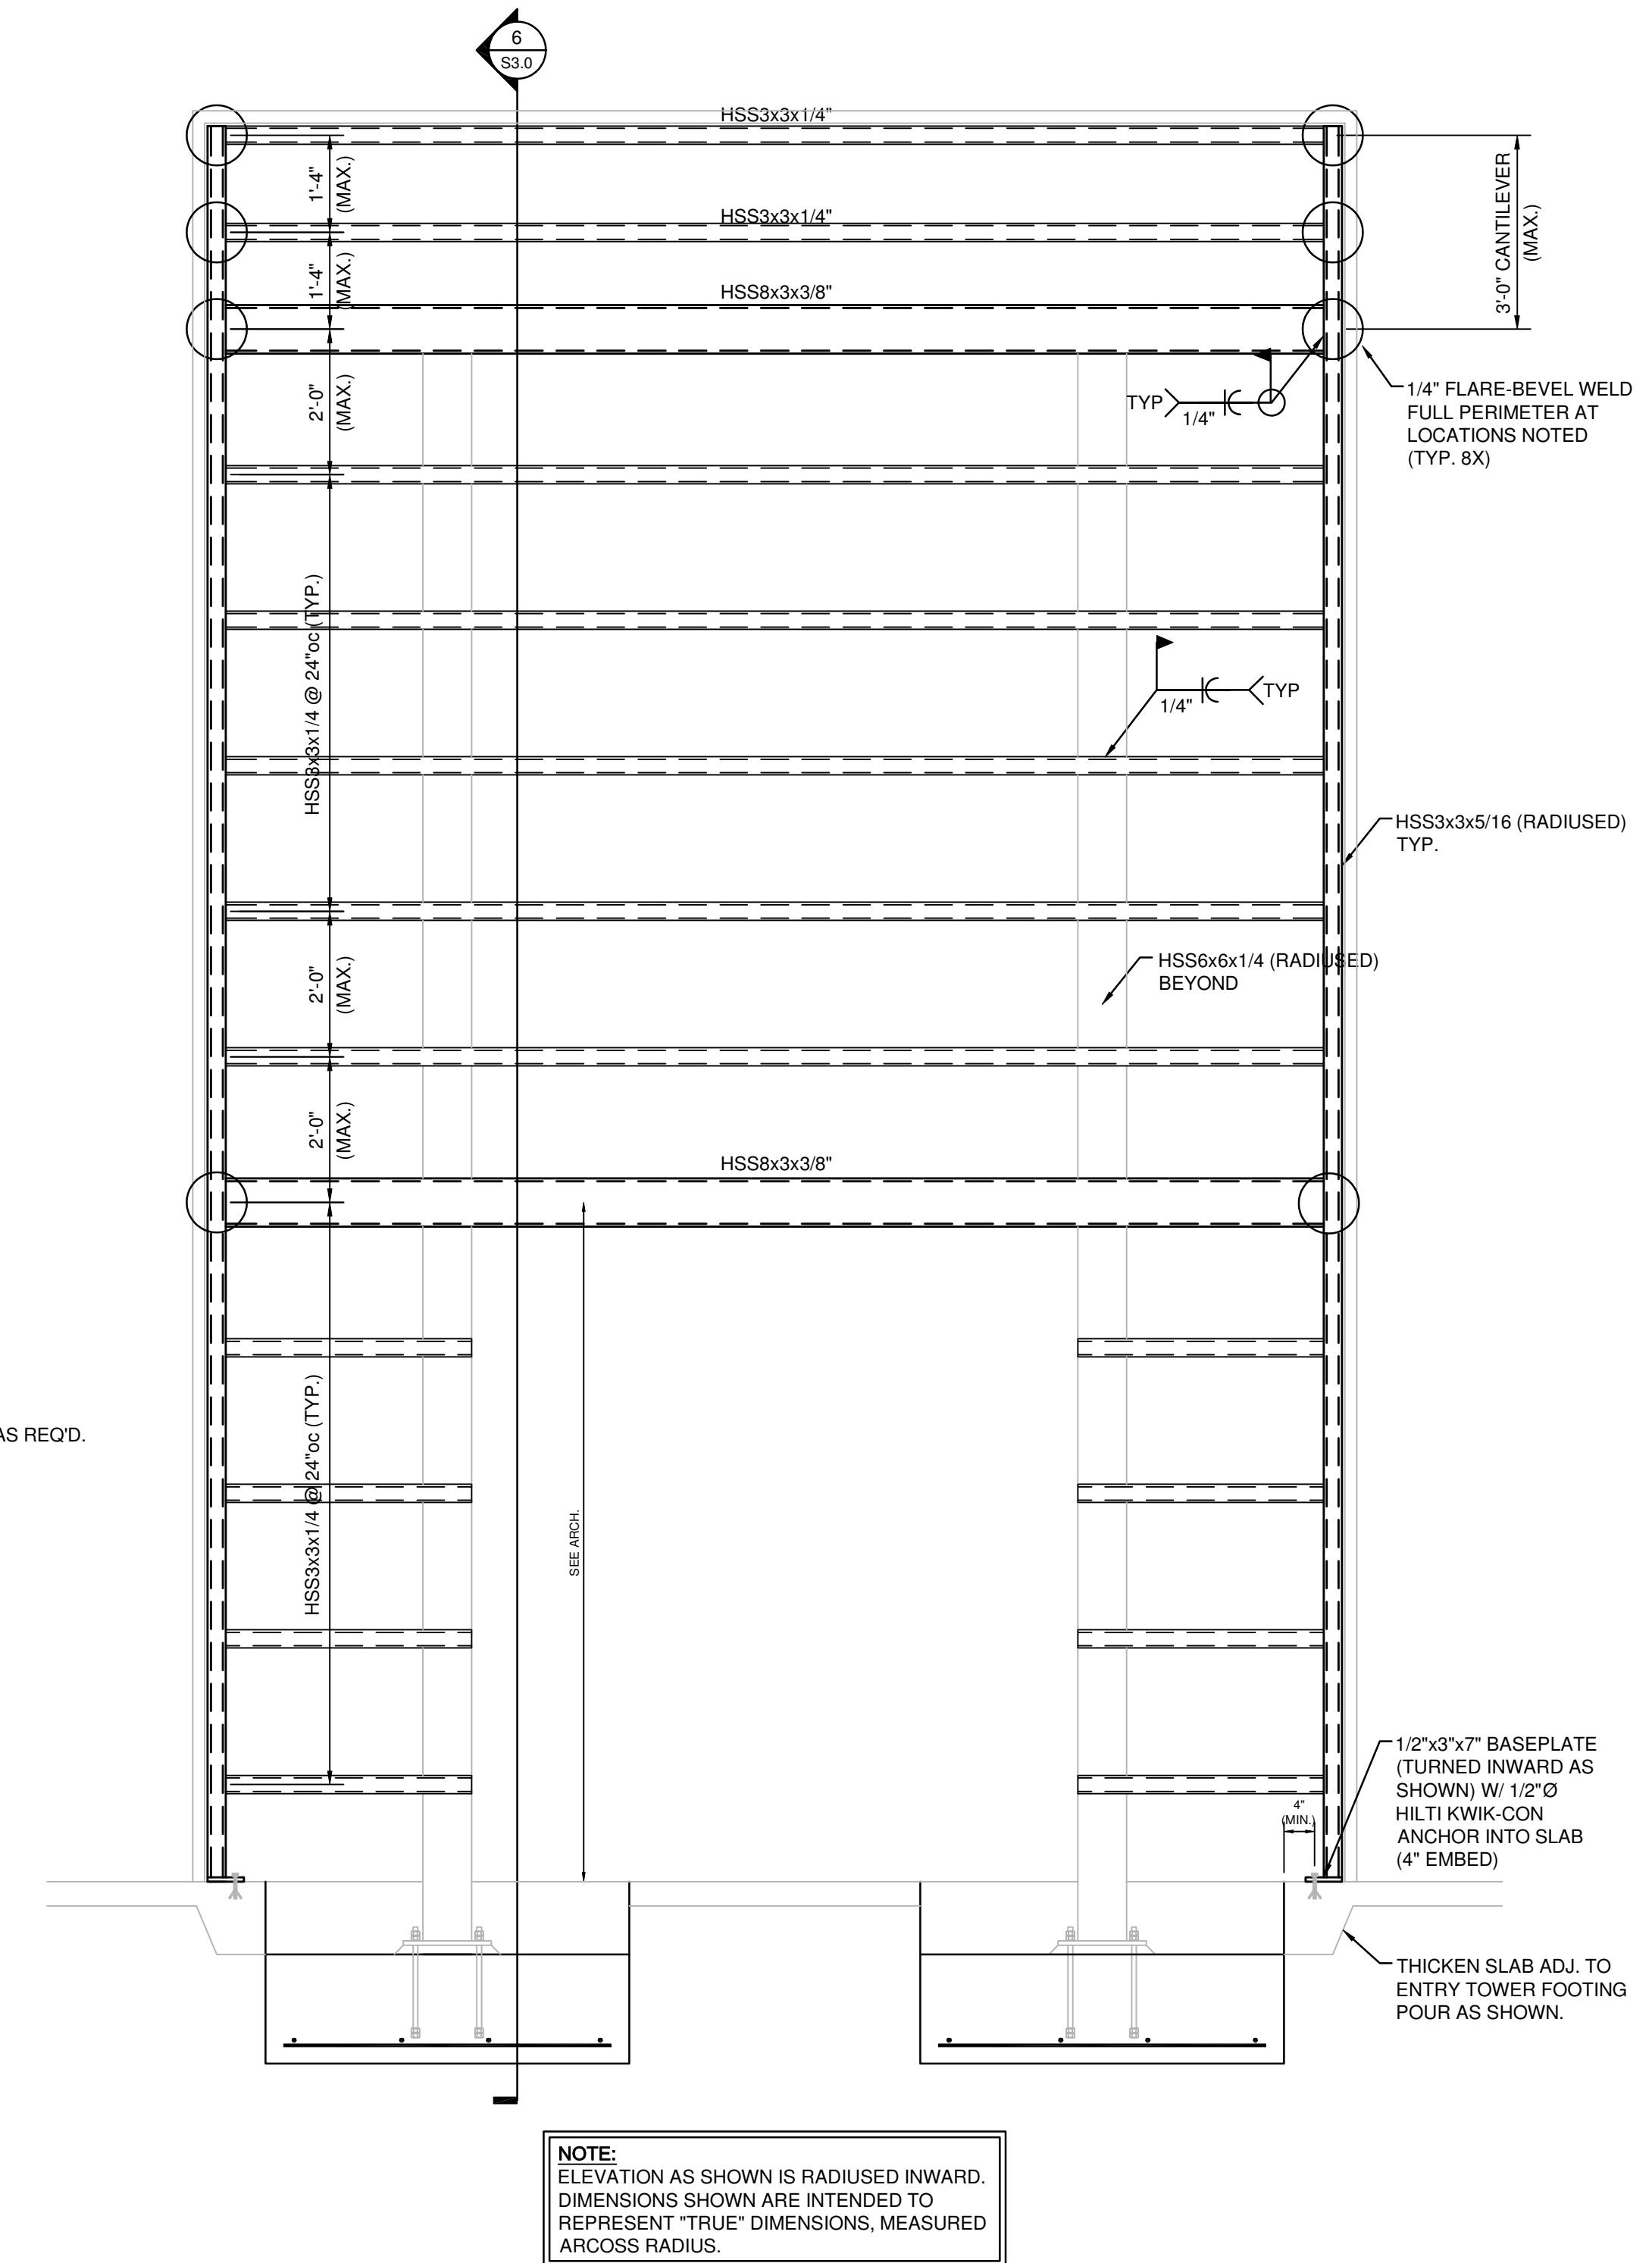 6
S3.0
HSS3x3x1/4"
1'-4"
(MAX.)
3'-0" CANTILEVER
(MAX.)
HSS3x3x1/4"
1'-4"
(MAX.)
HSS8x3x3/8"
2'-0"
(MAX.)
TYP
1/4"
1/4" FLARE-BEVEL WELD
FULL PERIMETER AT
LOCATIONS NOTED
(TYP. 8X)
HSS3x3x1/4 @ 24"oc (TYP.)
1/4"
TYP
HSS3x3x5/16 (RADIUSED)
TYP.
2'-0"
(MAX.)
HSS6x6x1/4 (RADIUSED)
BEYOND
2'-0"
(MAX.)
HSS8x3x3/8"
AS REQ'D.
HSS3x3x1/4 @ 24"oc (TYP.)
SEE ARCH.
4"
(MIN.)
1/2"x3"x7" BASEPLATE
(TURNED INWARD AS
SHOWN) W/ 1/2"Ø
HILTI KWIK-CON
ANCHOR INTO SLAB
(4" EMBED)
THICKEN SLAB ADJ. TO
ENTRY TOWER FOOTING
POUR AS SHOWN.
NOTE:
ELEVATION AS SHOWN IS RADIUSED INWARD.
DIMENSIONS SHOWN ARE INTENDED TO
REPRESENT "TRUE" DIMENSIONS, MEASURED
ARCOSS RADIUS.